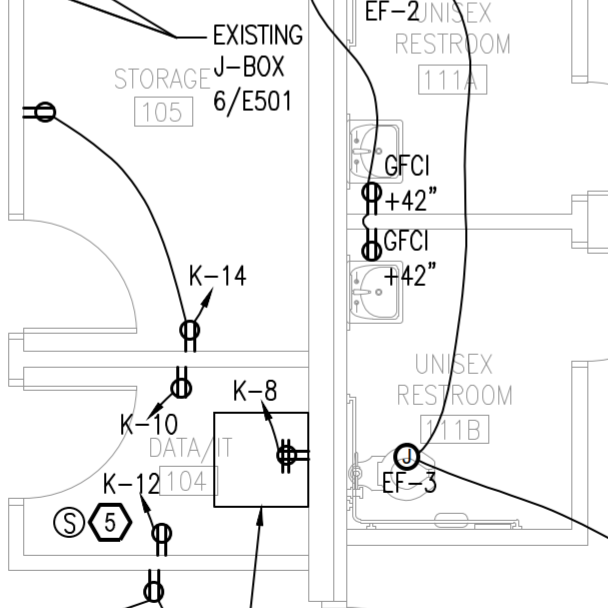 EF-2
UNISEX
RESTROOM
111A
EXISTING
J-BOX
6/E501
STORAGE
105
GFCI
+42"
GFCI
+42"
K-14
K-10
K-8
DATA/IT
104
K-12
S
5
UNISEX
RESTROOM
111B
J
EF-3